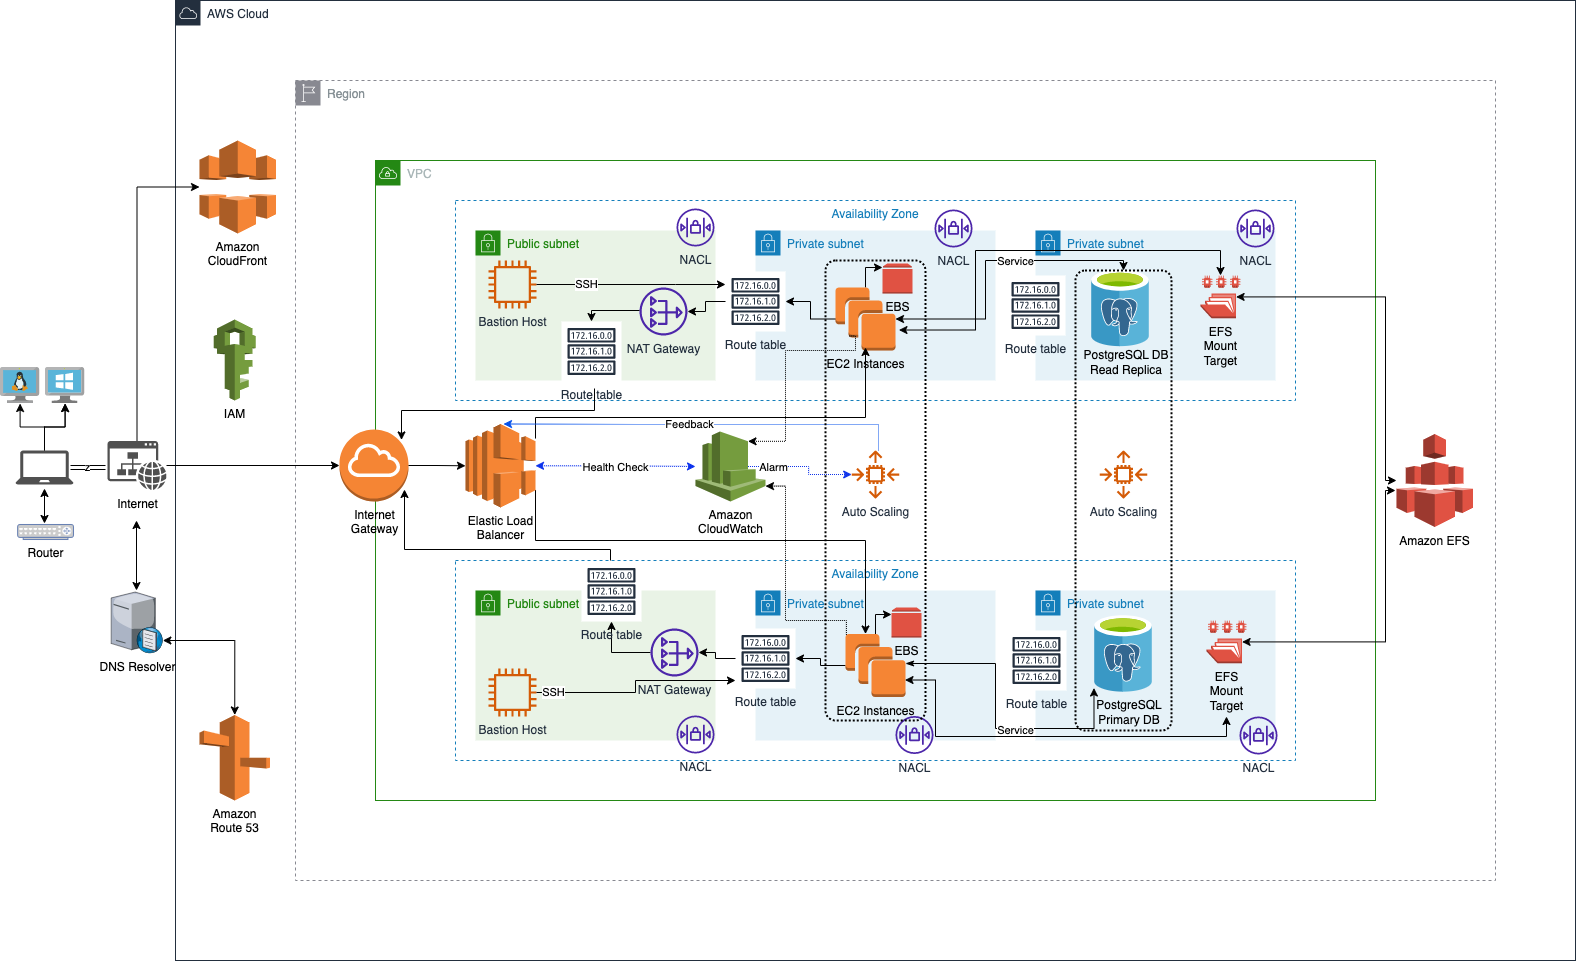 AWS Cloud
Region
VPC
Amazon
CloudFront
IAM
Internet
Router
DNS Resolver
Amazon
Route 53
Availability Zone
Public subnet
NACL
SSH
Bastion Host
NAT Gateway
172.16.0.0
172.16.1.0
172.16.2.0
Route table
Private subnet
NACL
172.16.0.0
172.16.1.0
172.16.2.0
Route table
EBS
EC2 Instances
Service
Private subnet
NACL
172.16.0.0
172.16.1.0
172.16.2.0
Route table
PostgreSQL DB
Read Replica
EFS
Mount
Target
Internet
Gateway
Elastic Load
Balancer
Feedback
Health Check
Amazon
CloudWatch
Alarm
Auto Scaling
Auto Scaling
Amazon EFS
Availability Zone
Public subnet
172.16.0.0
172.16.1.0
172.16.2.0
Route table
NAT Gateway
SSH
Bastion Host
NACL
Private subnet
172.16.0.0
172.16.1.0
172.16.2.0
Route table
EBS
EC2 Instances
NACL
Service
Private subnet
172.16.0.0
172.16.1.0
172.16.2.0
Route table
PostgreSQL
Primary DB
EFS
Mount
Target
NACL